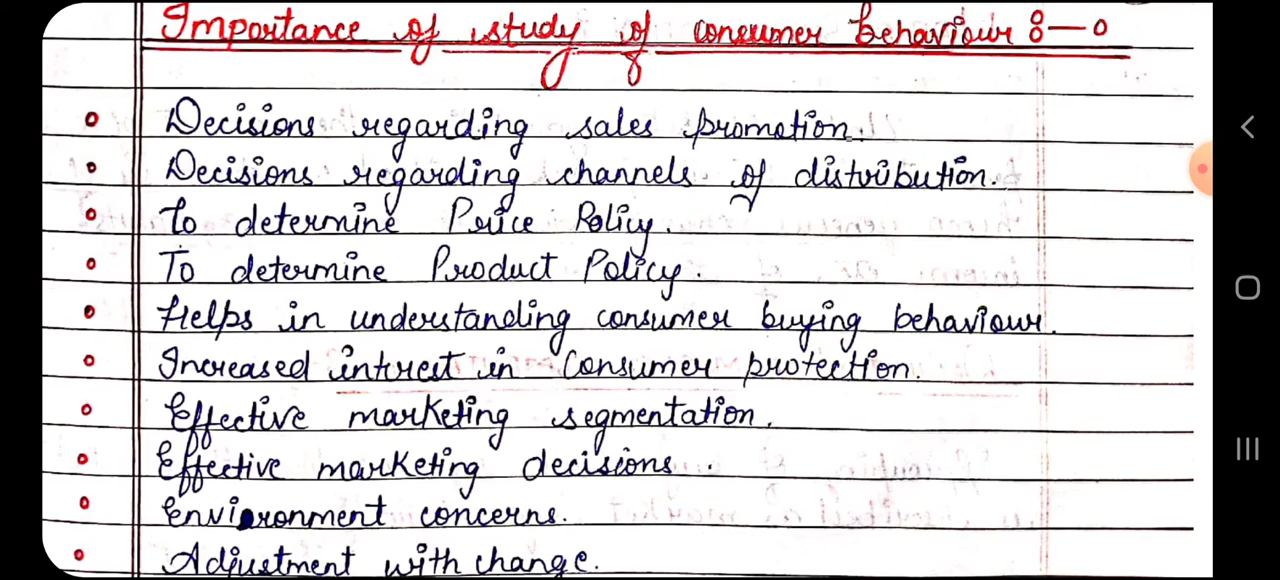 Importance of study of consumer behaviour :-
Decisions regarding sales promotion.
Decisions regarding channels of distribution.
To determine Price Policy.
To determine Product Policy.
Helps in understanding consumer buying behaviour.
Increased interest in Consumer protection.
Effective marketing segmentation.
Effective marketing decisions.
Environment concerns.
Adjustment with change.